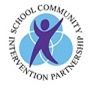 SCHOOL COMMUNITY
INTERVENTION PARTNERSHIP